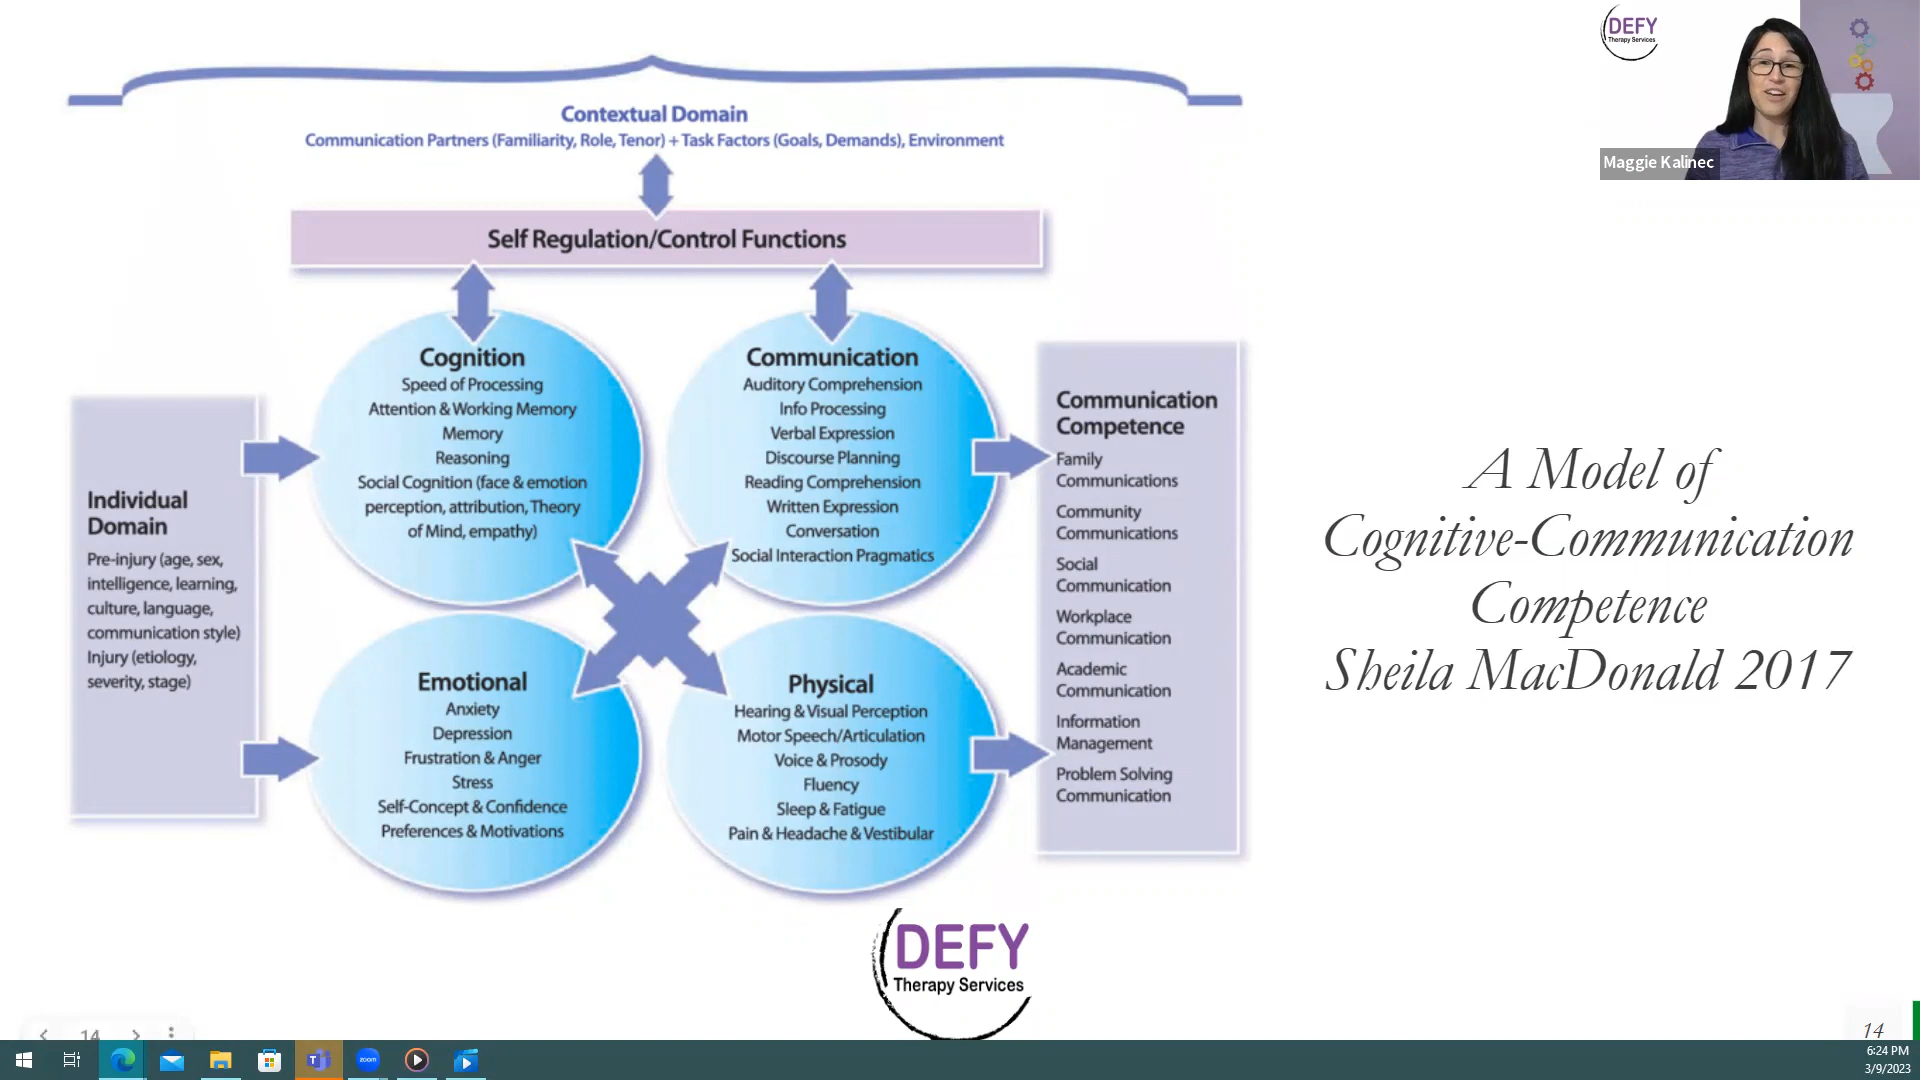 DEFY
Therapy Services
Maggie Kalinec
Contextual Domain
Communication Partners (Familiarity, Role, Tenor) + Task Factors (Goals, Demands), Environment
Self Regulation/Control Functions
Individual
Domain
Pre-injury (age, sex,
intelligence, learning,
culture, language,
communication style)
Injury (etiology,
severity, stage)
Cognition
Speed of Processing
Attention & Working Memory
Memory
Reasoning
Social Cognition (face & emotion
perception, attribution, Theory
of Mind, empathy)
Communication
Auditory Comprehension
Info Processing
Verbal Expression
Discourse Planning
Reading Comprehension
Written Expression
Conversation
Social Interaction Pragmatics
Emotional
Anxiety
Depression
Frustration & Anger
Stress
Self-Concept & Confidence
Preferences & Motivations
Physical
Hearing & Visual Perception
Motor Speech/Articulation
Voice & Prosody
Fluency
Sleep & Fatigue
Pain & Headache & Vestibular
Communication
Competence
Family
Communications
Community
Communications
Social
Communication
Workplace
Communication
Academic
Communication
Information
Management
Problem Solving
Communication
A Model of
Cognitive-Communication
Competence
Sheila MacDonald 2017
DEFY
Therapy Services
14
14
zoom
6:24 PM
3/9/2023